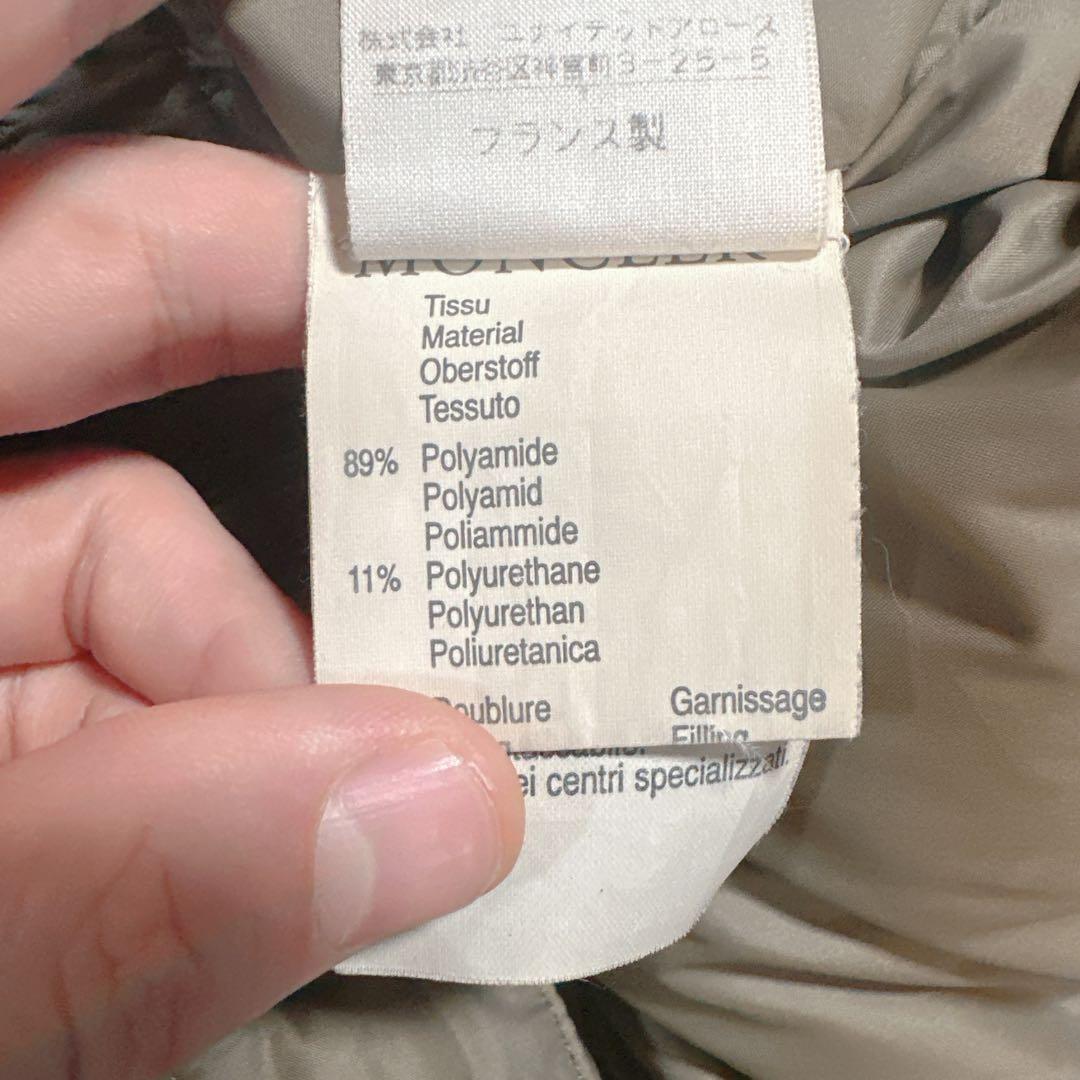 株式会社 ユナイテッドアローズ
東京都渋谷区神宮前3-25-5
フランス製
MONCLER
Tissu
Material
Oberstoff
Tessuto
89% Polyamide
Polyamid
Poliammide
11% Polyurethane
Polyurethan
Poliuretanica
Doublure Garnissage
Filling
centri specializzati.